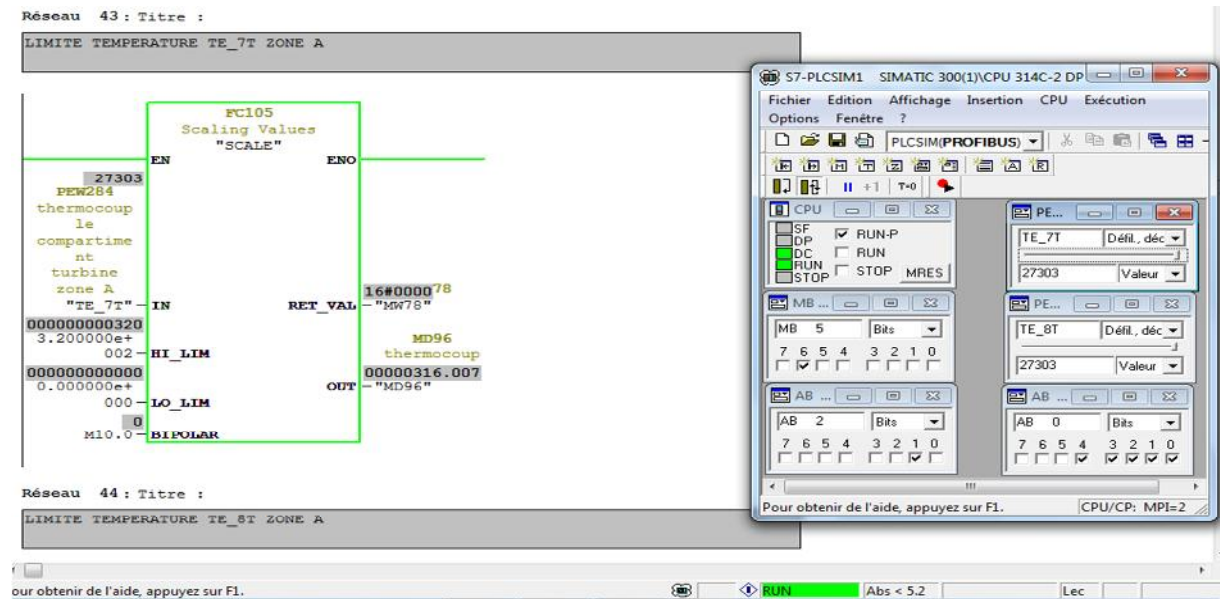 Réseau 43 : Titre :
LIMITE TEMPERATURE TE_7T ZONE A
FC105
Scaling Values
"SCALE"
EN ENO
27303
PEW284
thermocoup
le
compartime
nt
turbine
zone A
"TE_7T" IN
16#0000 78
RET_VAL "MW78"
000000000320
3.200000e+
002 HI_LIM
MD96
thermocoup
00000316.007
OUT "MD96"
000000000000
0.000000e+
000 LO_LIM
0
M10.0 BIPOLAR
Réseau 44 : Titre :
LIMITE TEMPERATURE TE_8T ZONE A
our obtenir de l'aide, appuyez sur F1.
RUN Abs < 5.2 Lec
S7-PLCSIM1 SIMATIC 300(1)\CPU 314C-2 DP
Fichier Edition Affichage Insertion CPU Exécution
Options Fenêtre ?
PLCSIM(PROFIBUS)
+1 T=0
CPU
SF
DP
DC
RUN
STOP
RUN-P
RUN
STOP MRES
PE...
TE_7T Défil., déc
27303 Valeur
MB ...
MB 5 Bits
7 6 5 4 3 2 1 0
PE...
TE_8T Défil., déc
27303 Valeur
AB ...
AB 2 Bits
7 6 5 4 3 2 1 0
AB ...
AB 0 Bits
7 6 5 4 3 2 1 0
Pour obtenir de l'aide, appuyez sur F1. CPU/CP: MPI=2